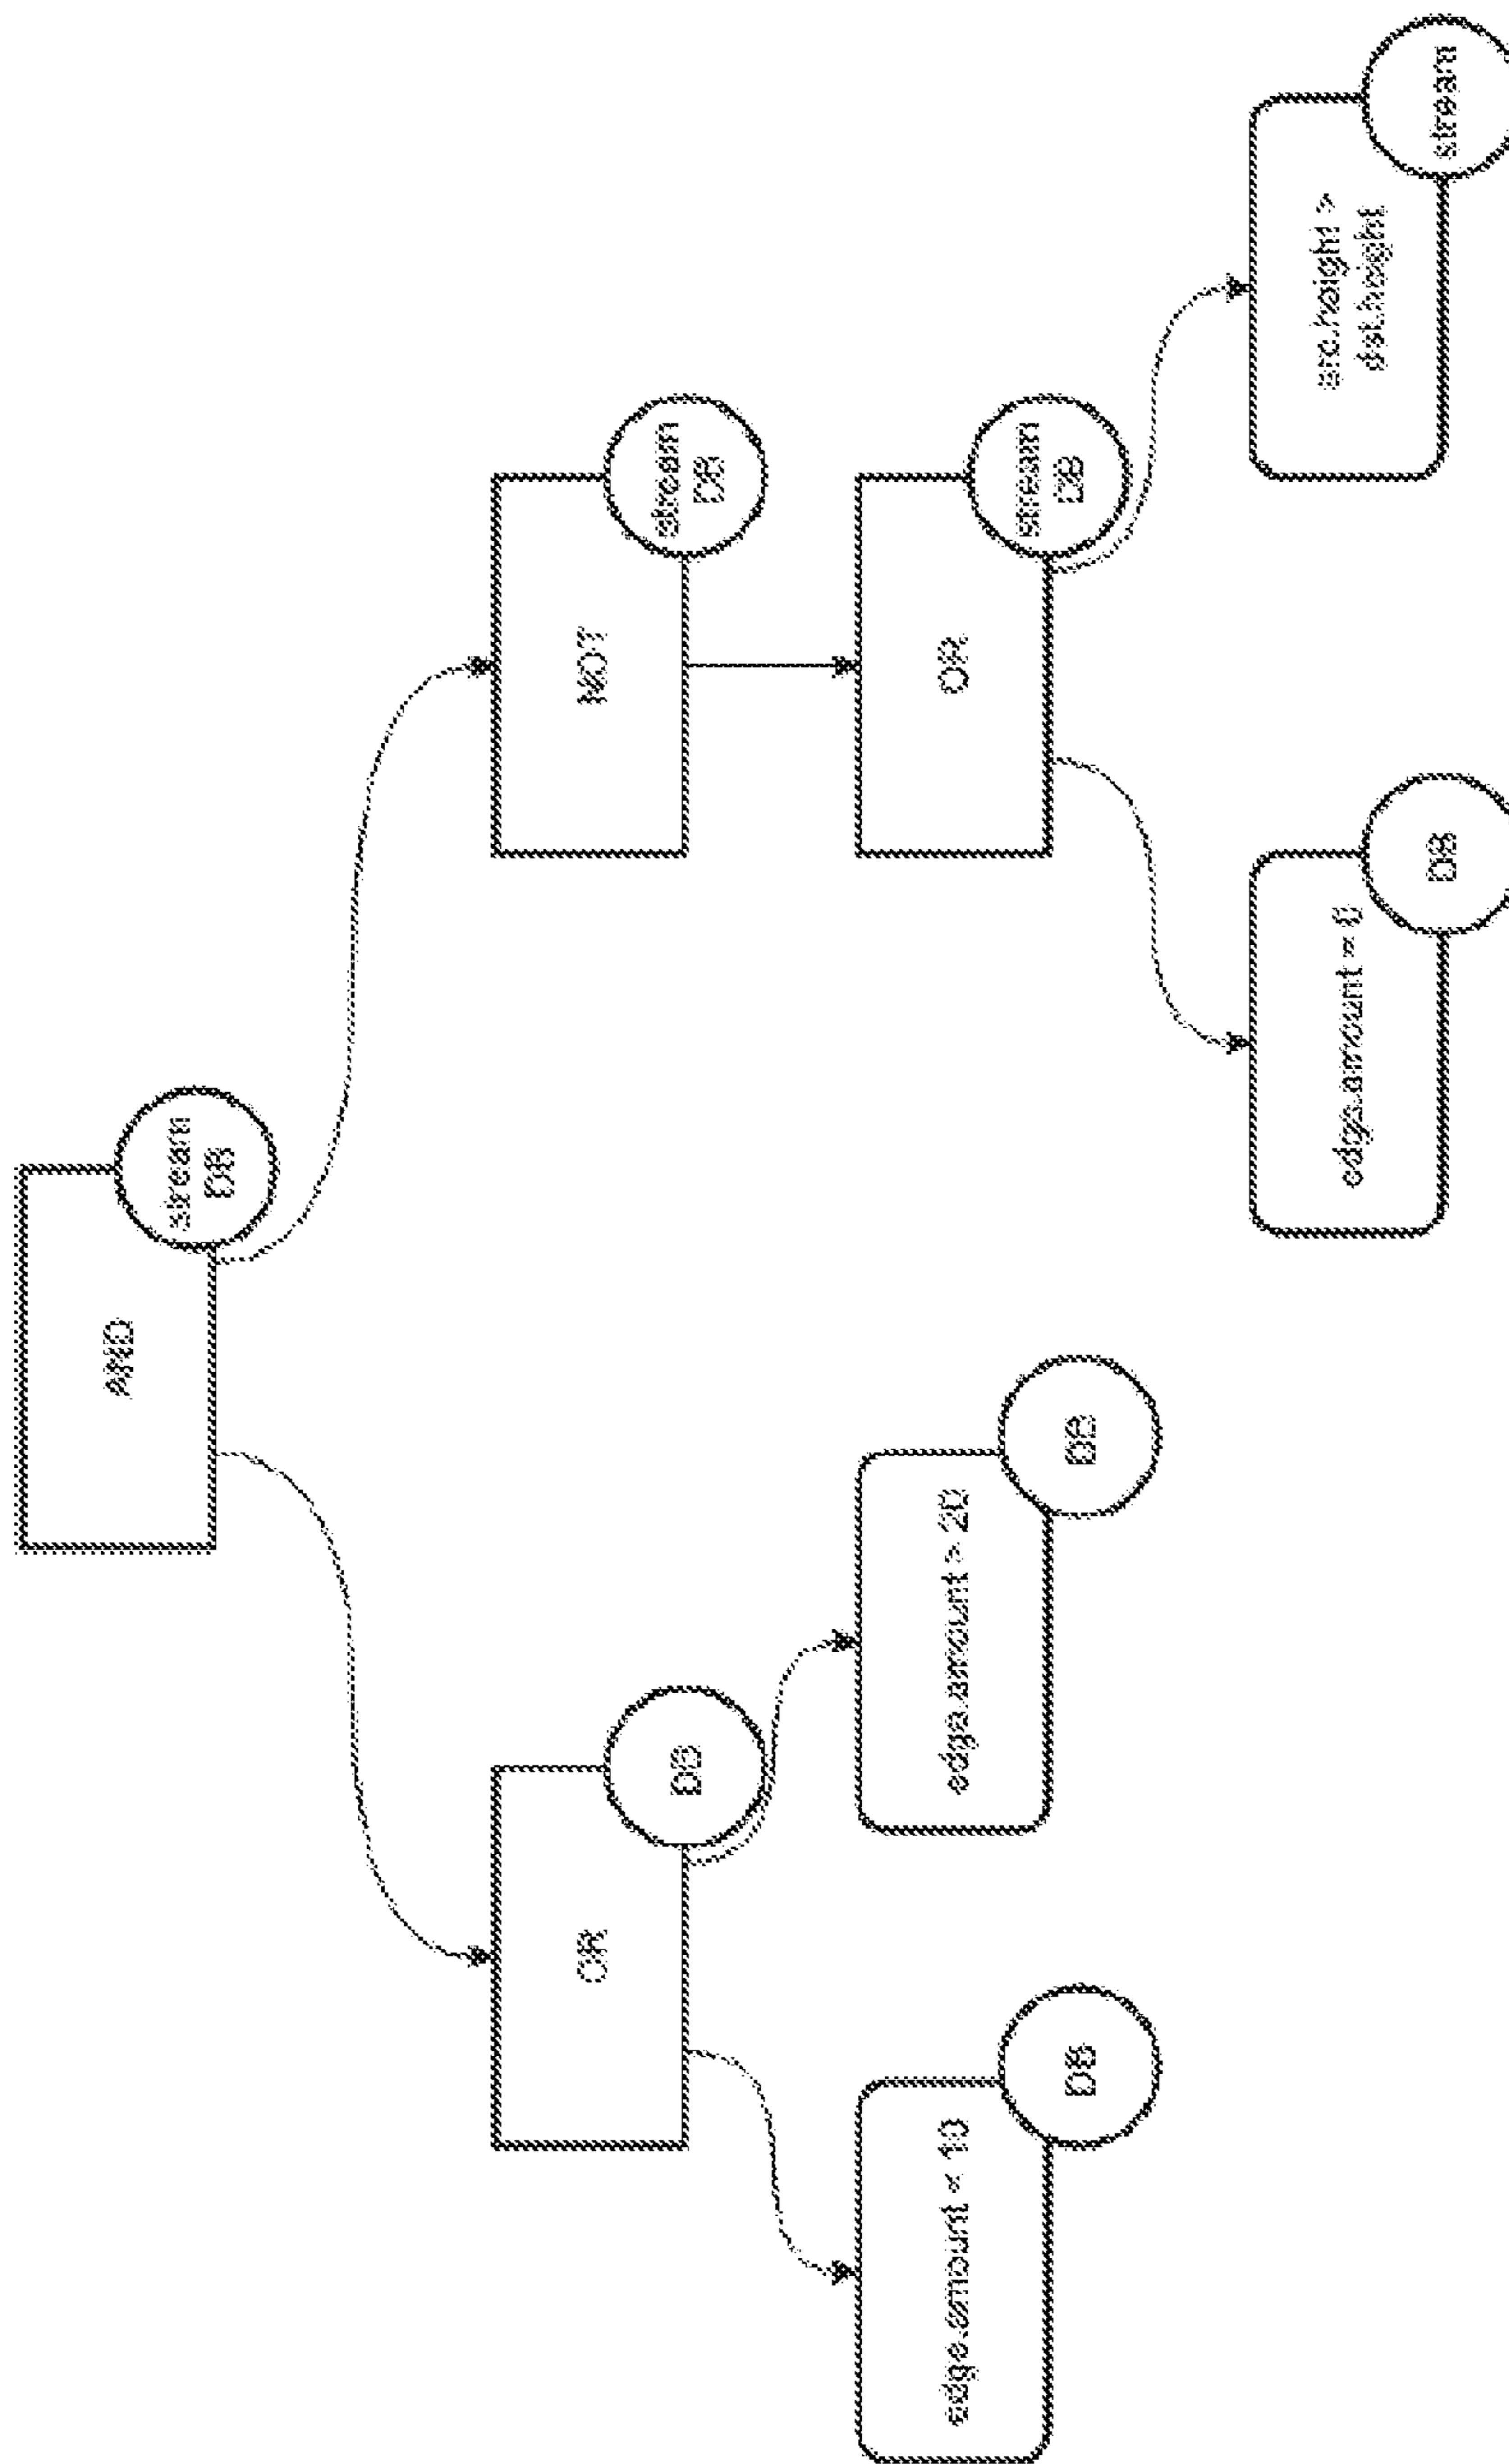 AND
stream
DB
OR
DB
NOT
stream
DB
edge.amount < 10
DB
edge.amount > 20
DB
OR
stream
DB
edge.amount = 0
DB
src.height >
dst.height
stream